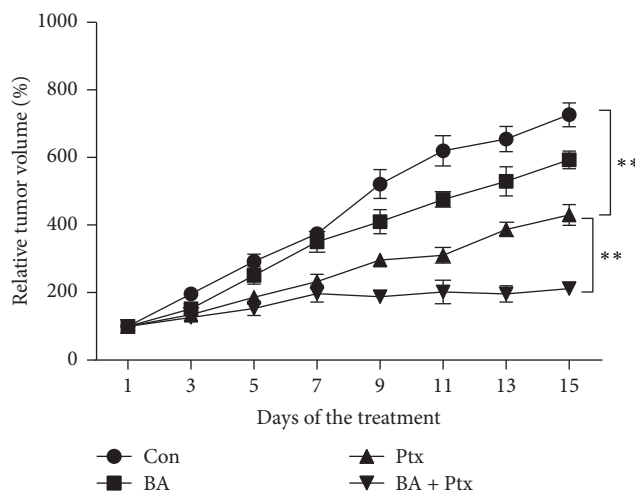 1000
800
600
400
200
0
Relative tumor volume (%)
1 3 5 7 9 11 13 15
Days of the treatment
**
**
Con
BA
Ptx
BA + Ptx